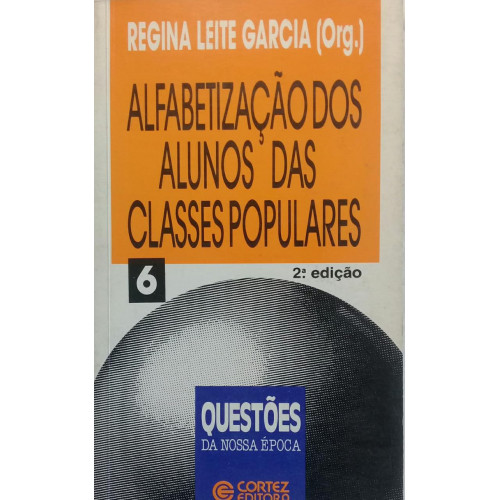 REGINA LEITE GARCIA (Org.)
ALFABETIZAÇÃO DOS
ALUNOS DAS
CLASSES POPULARES
6
2ª edição
QUESTÕES
DA NOSSA ÉPOCA
CORTEZ
EDITORA